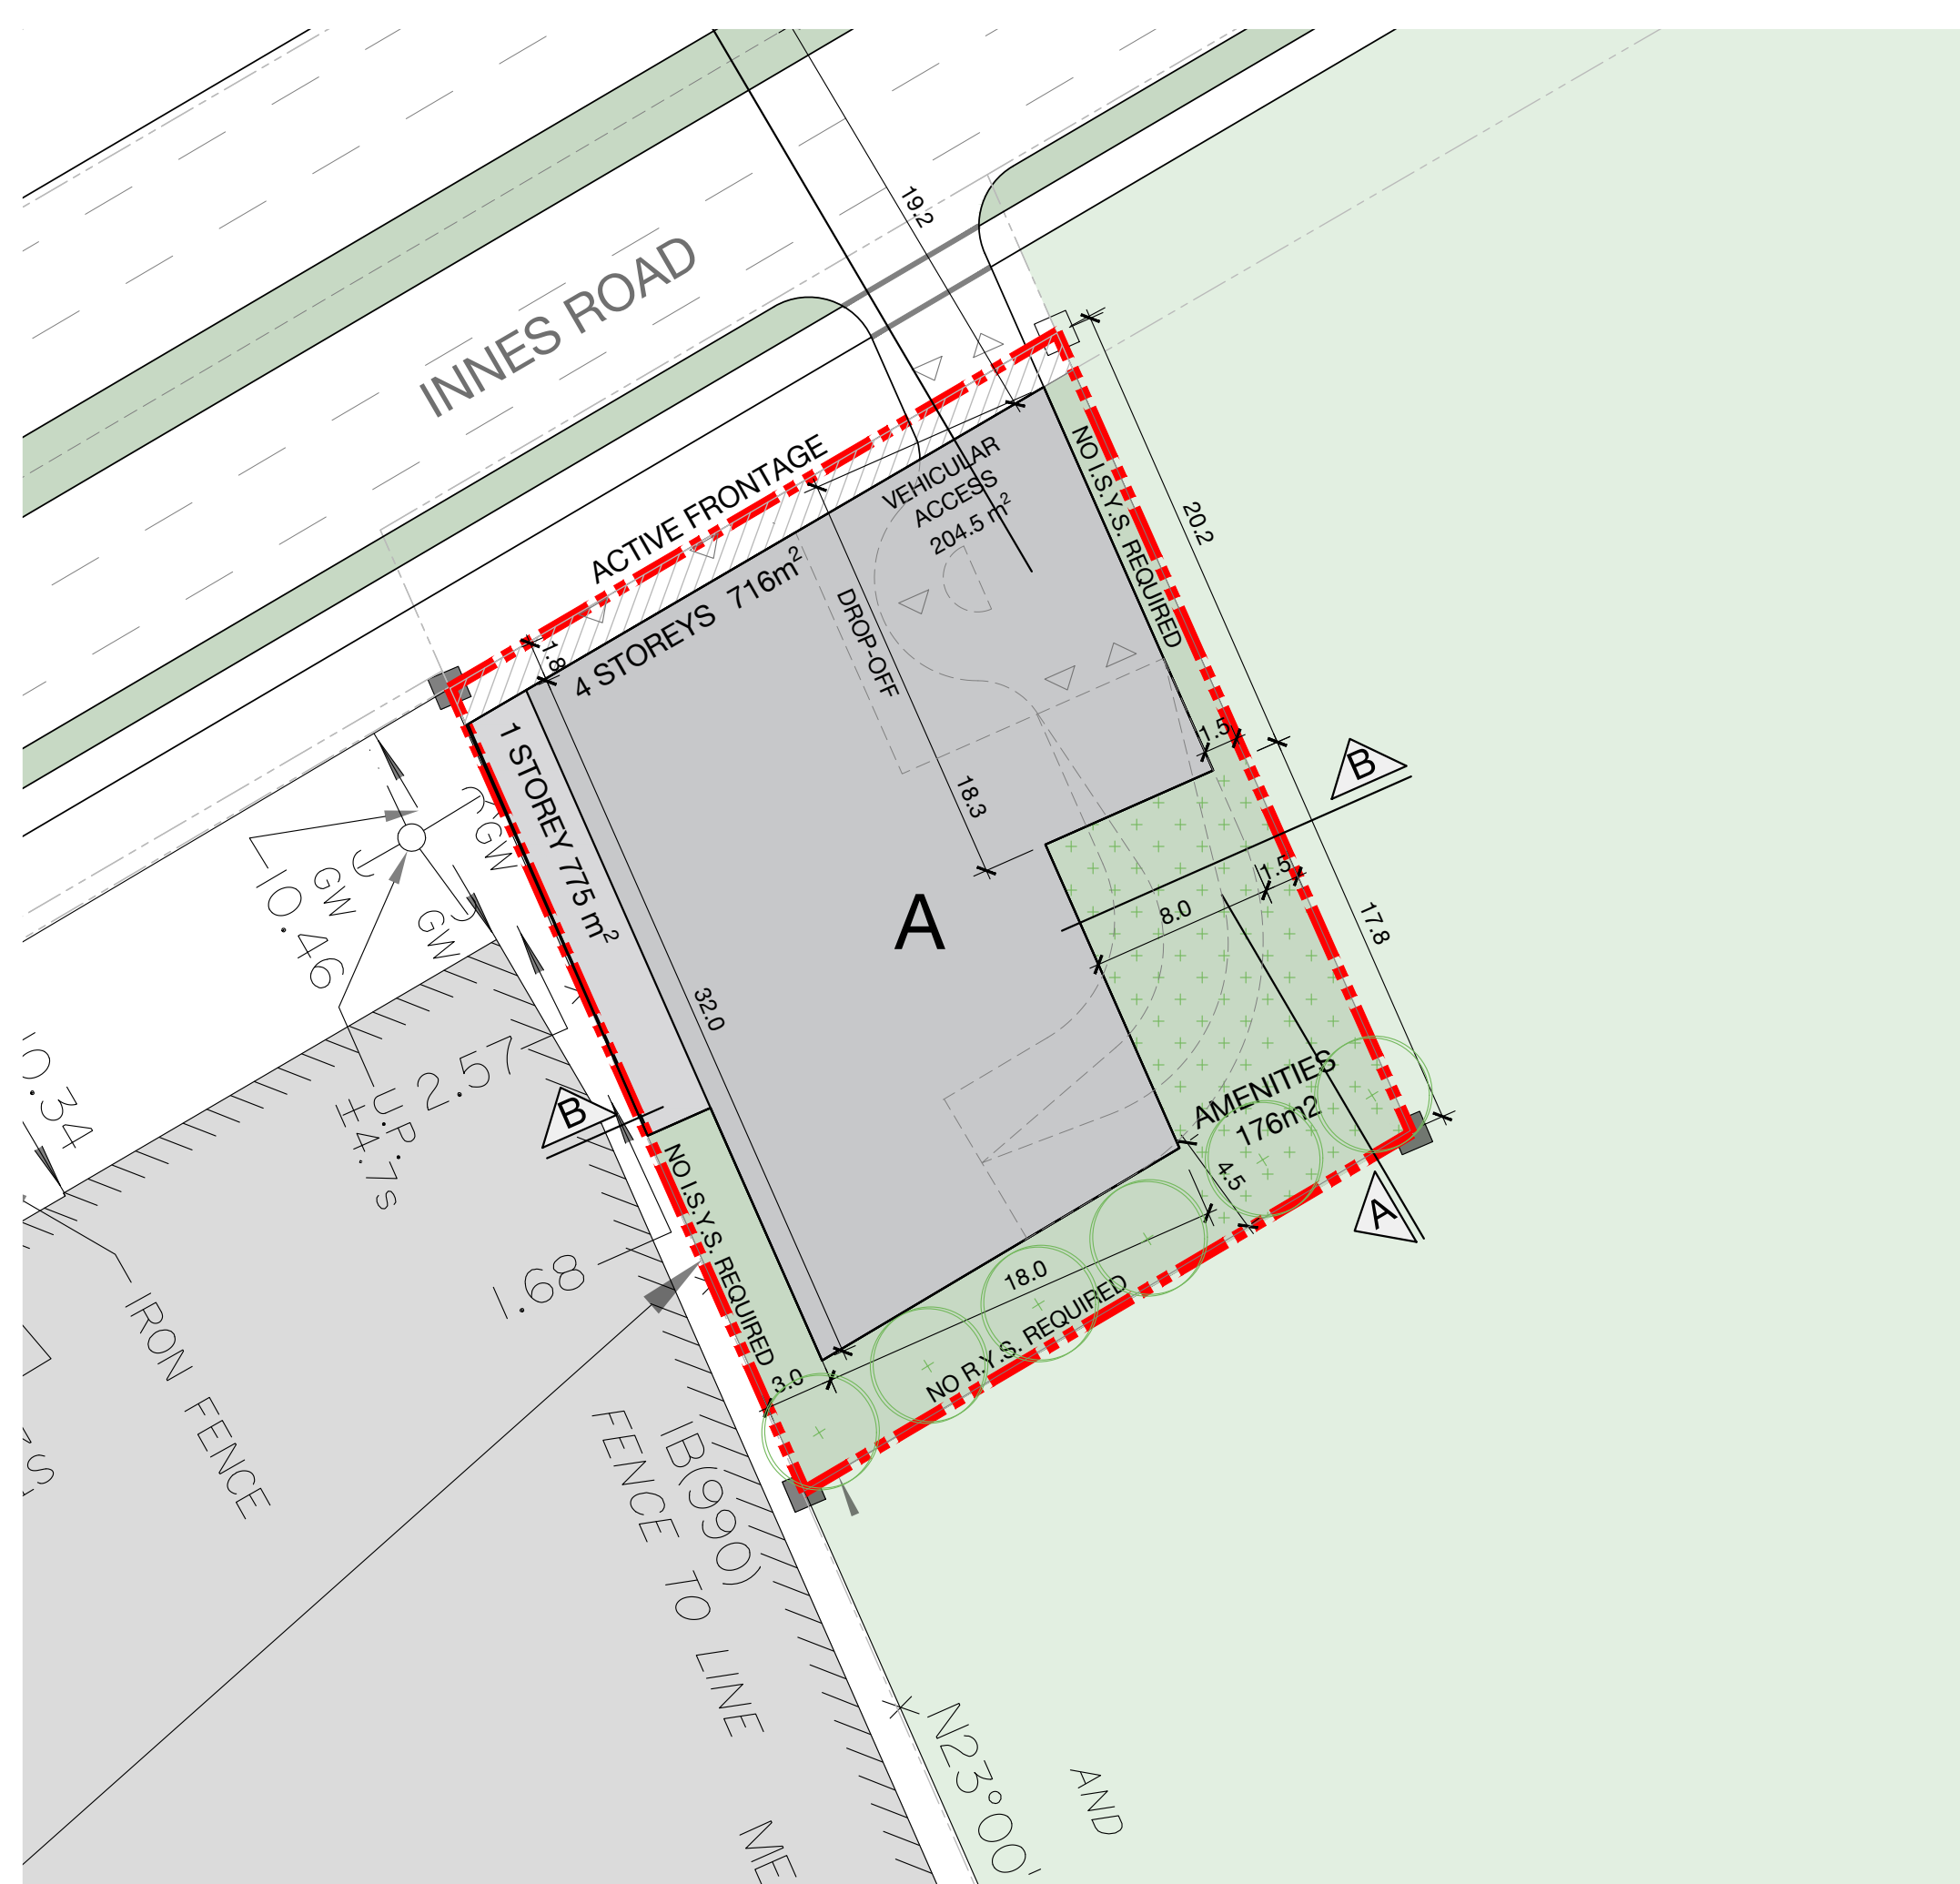 INNES ROAD
19.2
ACTIVE FRONTAGE
VEHICULAR
ACCESS
204.5 m²
NO I.S.Y.S. REQUIRED
20.2
4 STOREYS 716m²
1.8
DROP-OFF
1 STOREY 775 m²
18.3
1.5
B
A
1.5
8.0
17.8
32.0
GW
GW
GW
10.46
2.57
U.P.
±4.7s
0.34
B
AMENITIES
176m2
4.5
A
NO I.S.Y.S. REQUIRED
18.0
NO R.Y.S. REQUIRED
3.0
1.68
IRON FENCE
IB(990)
FENCE TO LINE
N23°00'
AND
ME